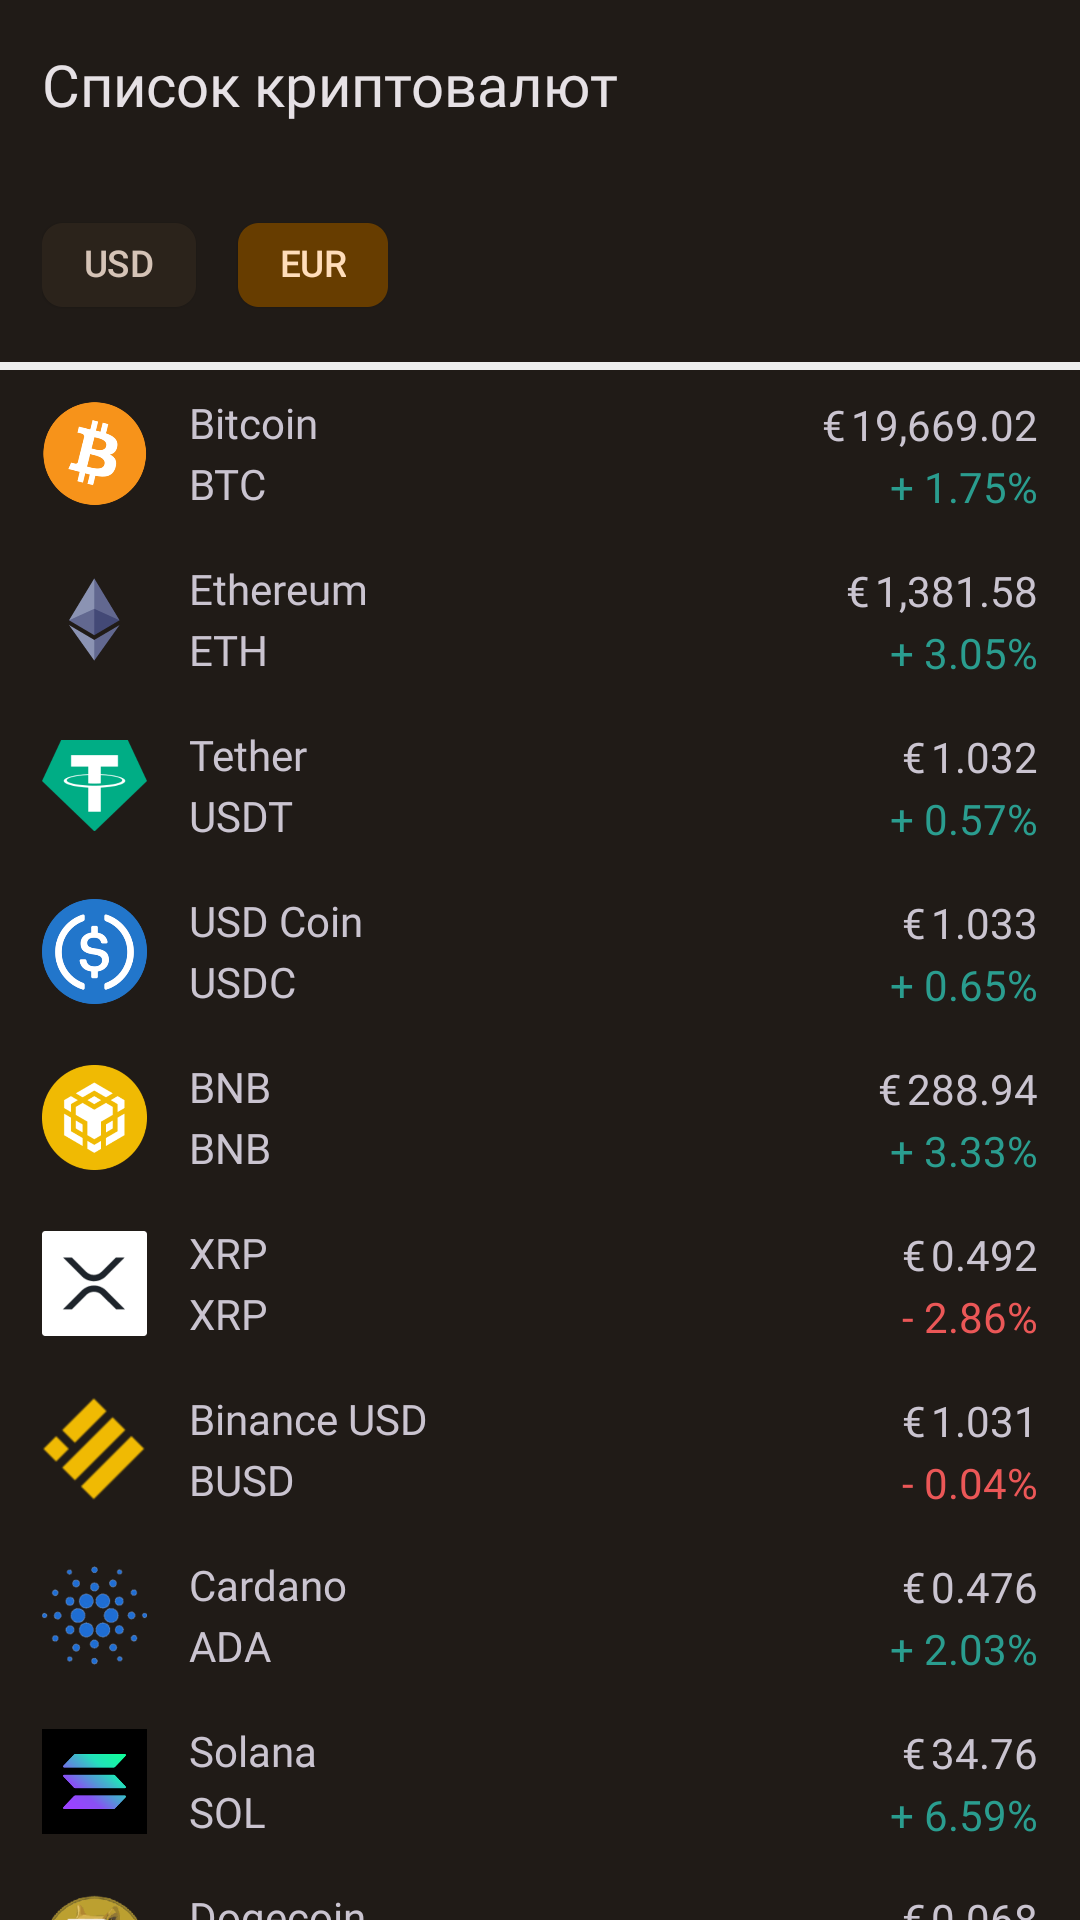 Список криптовалют
USD EUR
Bitcoin € 19,669.02
BTC + 1.75%
Ethereum € 1,381.58
ETH + 3.05%
Tether € 1.032
USDT + 0.57%
USD Coin € 1.033
USDC + 0.65%
BNB € 288.94
BNB + 3.33%
XRP € 0.492
XRP - 2.86%
Binance USD € 1.031
BUSD - 0.04%
Cardano € 0.476
ADA + 2.03%
Solana € 34.76
SOL + 6.59%
Dogecoin € 0.068